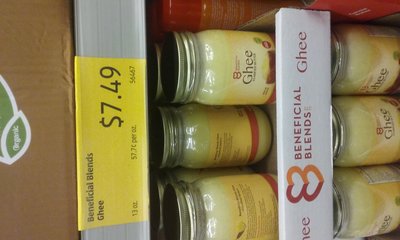 Beneficial Blends
Ghee
13 oz.
$7.49
57.7¢ per oz.
56467
BENEFICIAL
BLENDS
Ghee
Ghee
Ghee
Ghee
Ghee
Organic